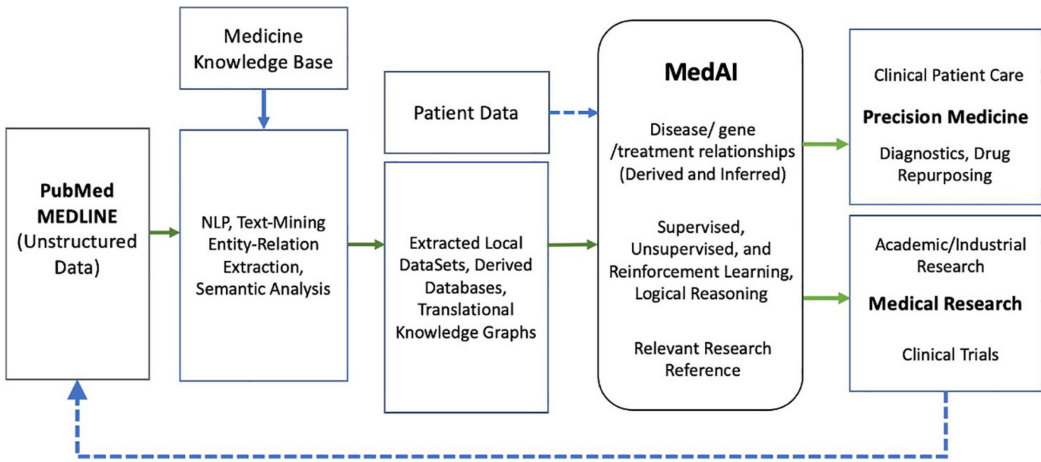 Medicine
Knowledge Base
PubMed
MEDLINE
(Unstructured
Data)
NLP, Text-Mining
Entity-Relation
Extraction,
Semantic Analysis
Patient Data
Extracted Local
DataSets, Derived
Databases,
Translational
Knowledge Graphs
MedAI
Disease/ gene
/treatment relationships
(Derived and Inferred)
Supervised,
Unsupervised, and
Reinforcement Learning,
Logical Reasoning
Relevant Research
Reference
Clinical Patient Care
Precision Medicine
Diagnostics, Drug
Repurposing
Academic/Industrial
Research
Medical Research
Clinical Trials